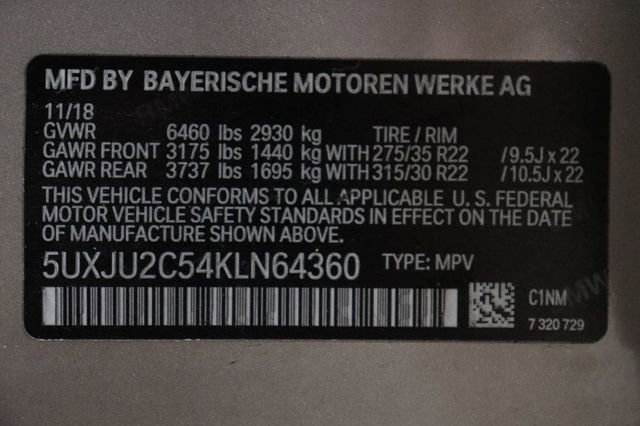 MFD BY BAYERISCHE MOTOREN WERKE AG
11/18
GVWR 6460 lbs 2930 kg TIRE / RIM
GAWR FRONT 3175 lbs 1440 kg WITH 275/35 R22 / 9.5J x 22
GAWR REAR 3737 lbs 1695 kg WITH 315/30 R22 / 10.5J x 22
THIS VEHICLE CONFORMS TO ALL APPLICABLE U. S. FEDERAL
MOTOR VEHICLE SAFETY STANDARDS IN EFFECT ON THE DATE
OF MANUFACTURE SHOWN ABOVE.
5UXJU2C54KLN64360 TYPE: MPV
C1NM
7 320 729